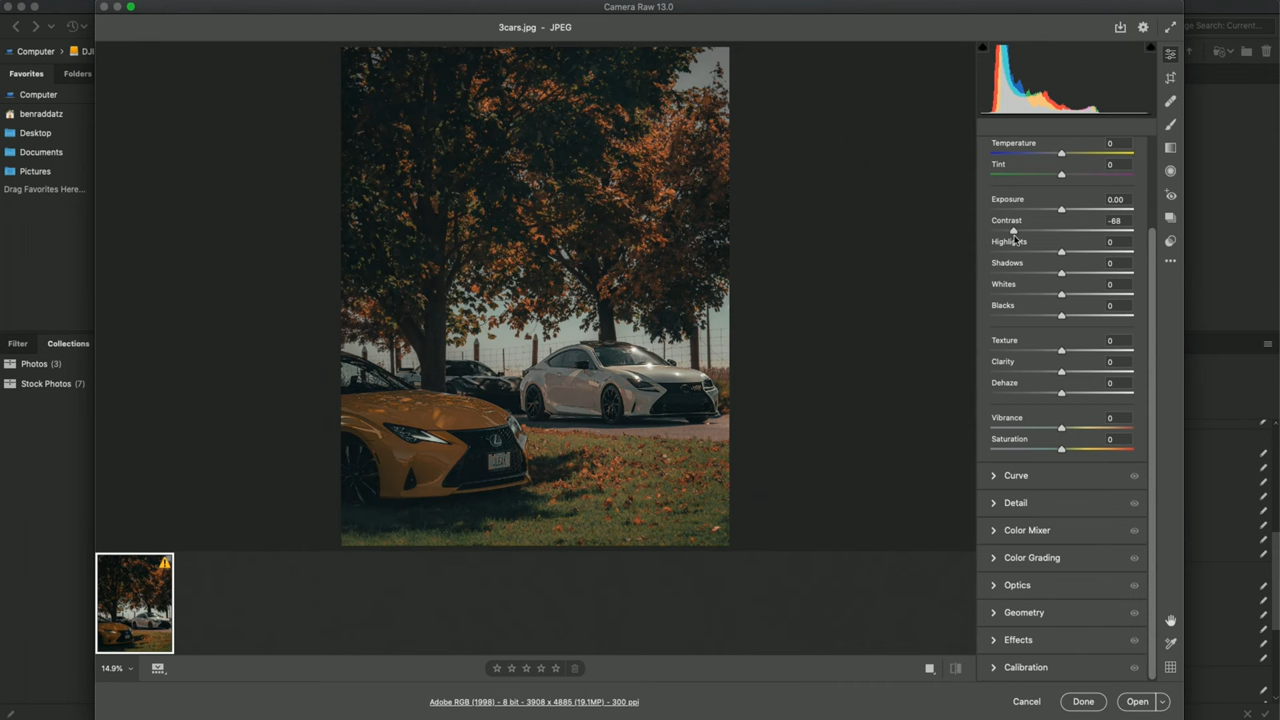 Camera Raw 13.0
ge Search: Current...
3cars.jpg - JPEG
Computer
DJI
Favorites
Folders
Computer
benraddatz
Desktop
Documents
Pictures
Drag Favorites Here...
Filter
Collections
Photos (3)
Stock Photos (7)
Temperature 0
Tint 0
Exposure 0.00
Contrast -68
Highlights 0
Shadows 0
Whites 0
Blacks 0
Texture 0
Clarity 0
Dehaze 0
Vibrance 0
Saturation 0
Curve
Detail
Color Mixer
Color Grading
Optics
Geometry
Effects
Calibration
14.9%
Adobe RGB (1998) - 8 bit - 3908 x 4885 (19.1MP) - 300 ppi
Cancel
Done
Open